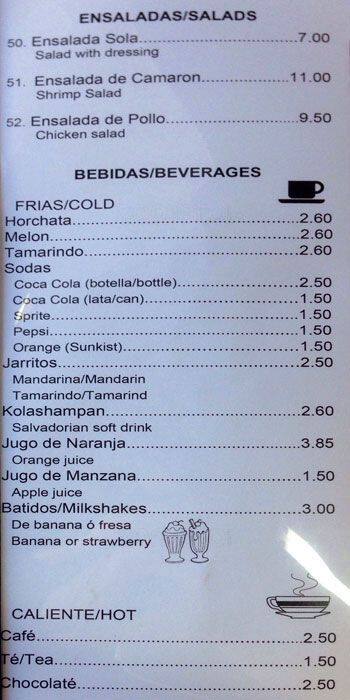 ENSALADAS/SALADS
50. Ensalada Sola..............................7.00
Salad with dressing
51. Ensalada de Camaron....................11.00
Shrimp Salad
52. Ensalada de Pollo..........................9.50
Chicken salad
BEBIDAS/BEVERAGES
FRIAS/COLD
Horchata..............................................2.60
Melon..................................................2.60
Tamarindo............................................2.60
Sodas
Coca Cola (botella/bottle)........................2.50
Coca Cola (lata/can)..............................1.50
Sprite..................................................1.50
Pepsi...................................................1.50
Orange (Sunkist)...................................1.50
Jarritos................................................2.50
Mandarina/Mandarin
Tamarindo/Tamarind
Kolashampan.......................................2.60
Salvadorian soft drink
Jugo de Naranja...................................3.85
Orange juice
Jugo de Manzana.................................1.50
Apple juice
Batidos/Milkshakes...............................3.00
De banana ó fresa
Banana or strawberry
CALIENTE/HOT
Café....................................................2.50
Té/Tea.................................................1.50
Chocolaté............................................2.50